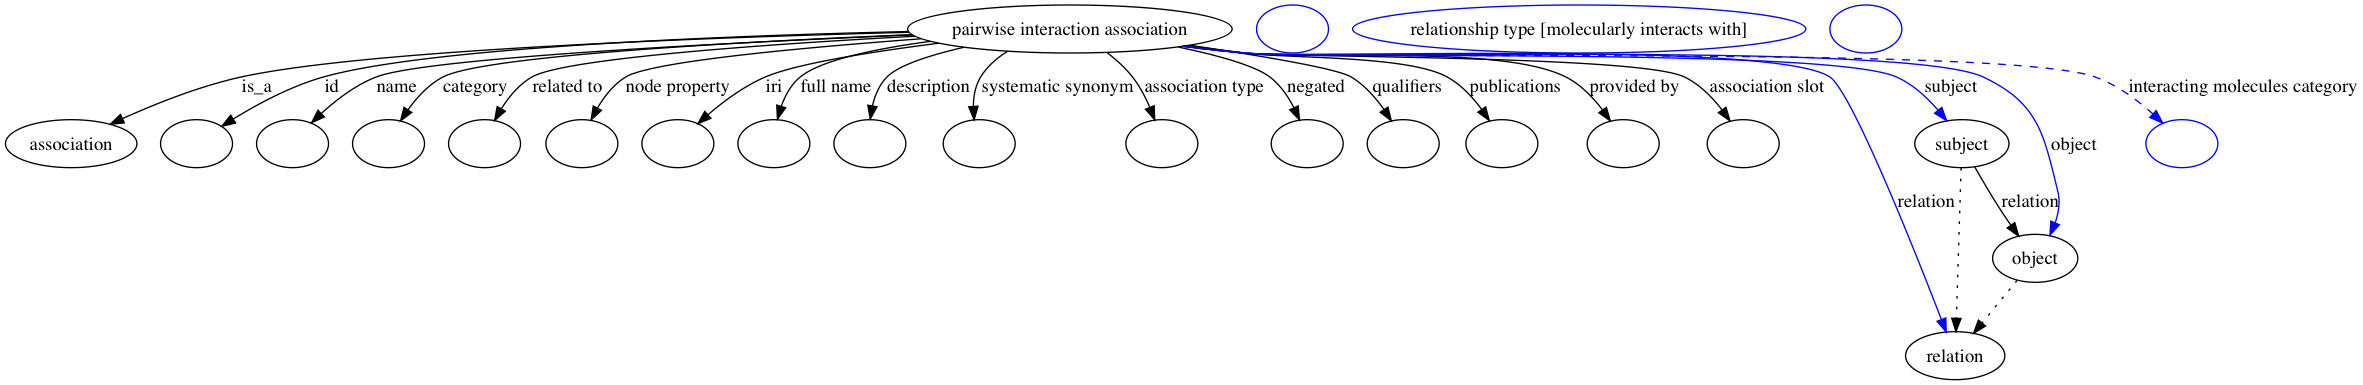 pairwise interaction association
relationship type [molecularly interacts with]
is_a
id
name
category
related to
node property
iri
full name
description
systematic synonym
association type
negated
qualifiers
publications
provided by
association slot
subject
interacting molecules category
association
subject
object
relation
relation
object
relation